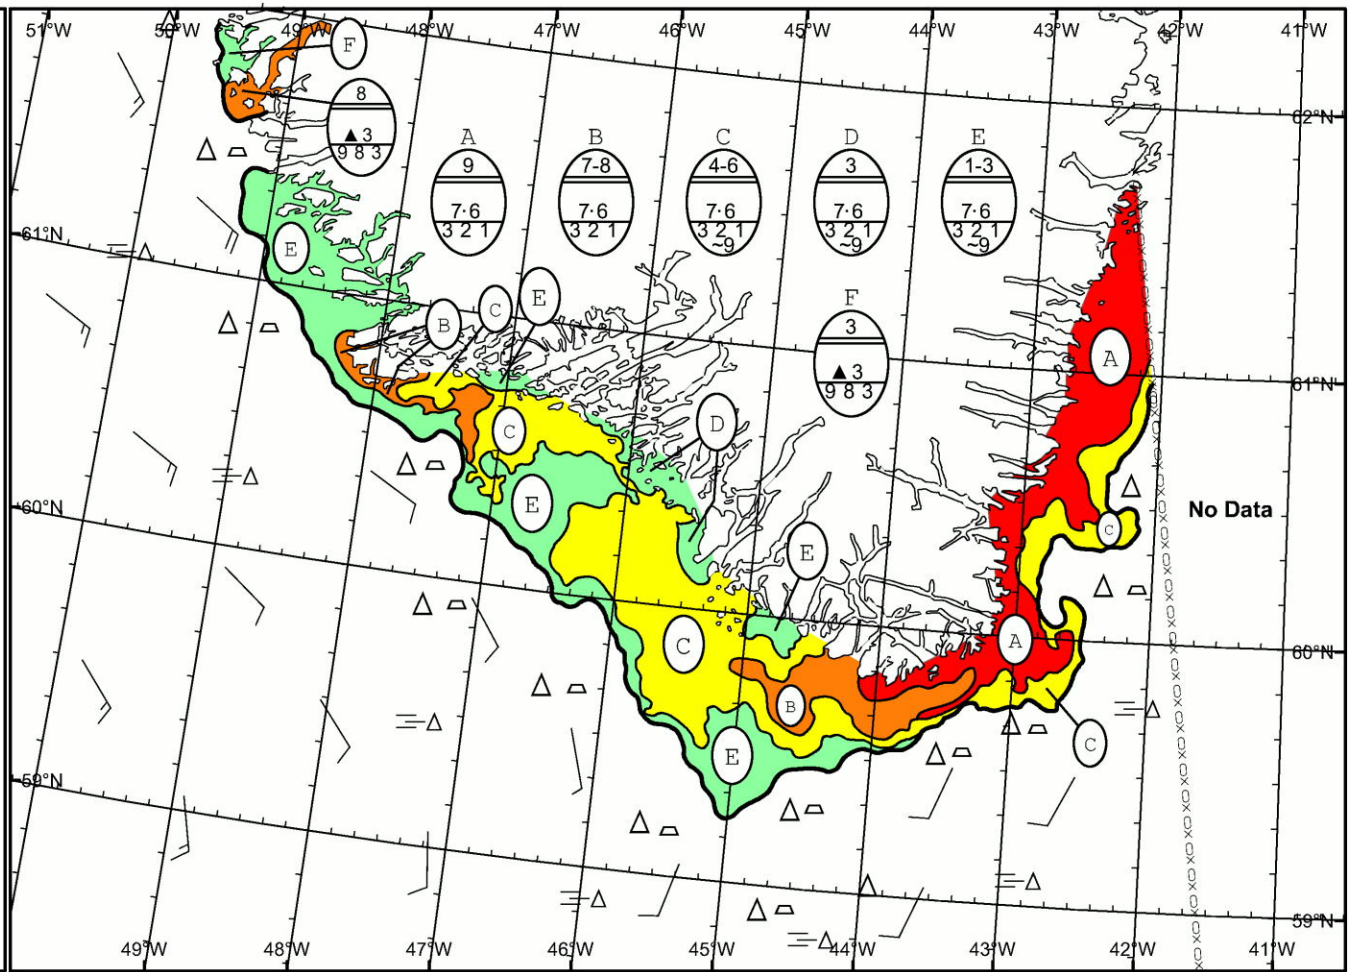 51°W 50°W 49°W 48°W 47°W 46°W 45°W 44°W 43°W 42°W 41°W
F
8
▲3
9 8 3
62°N
A B C D E
9 7-8 4-6 3 1-3
7·6 7·6 7·6 7·6 7·6
3 2 1 3 2 1 3 2 1 3 2 1 3 2 1
~9 ~9 ~9
61°N
E
B C E
F
3
▲3
9 8 3
A
61°N
D
C
E
60°N
No Data
C
E
C
A
60°N
B
C
E
59°N
59°N
49°W 48°W 47°W 46°W 45°W 44°W 43°W 42°W 41°W